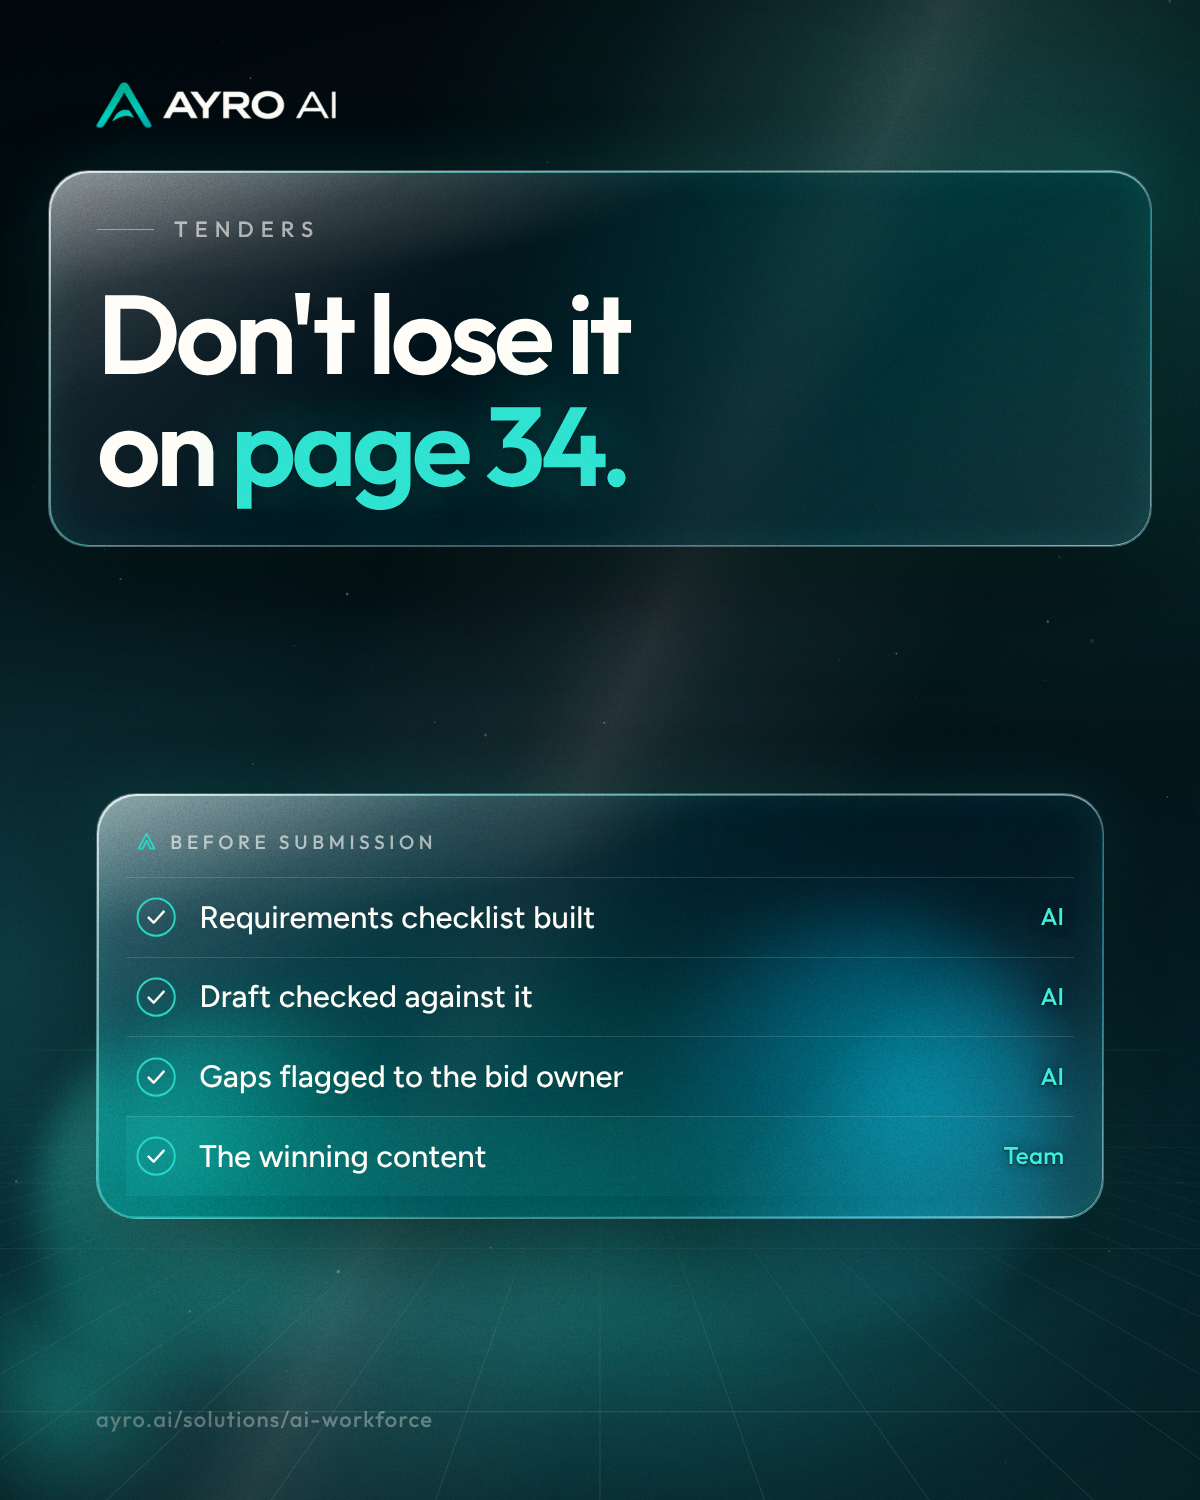 AYRO AI
TENDERS
Don't lose it
on page 34.
BEFORE SUBMISSION
Requirements checklist built AI
Draft checked against it AI
Gaps flagged to the bid owner AI
The winning content Team
ayro.ai/solutions/ai-workforce